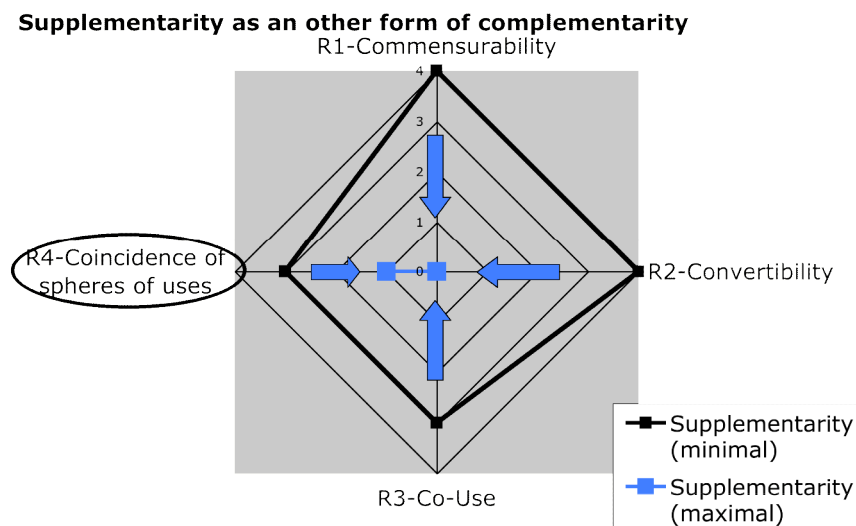 Supplementarity as an other form of complementarity
R1-Commensurability
4
3
2
1
0
R4-Coincidence of
spheres of uses
R2-Convertibility
R3-Co-Use
Supplementarity
(minimal)
Supplementarity
(maximal)